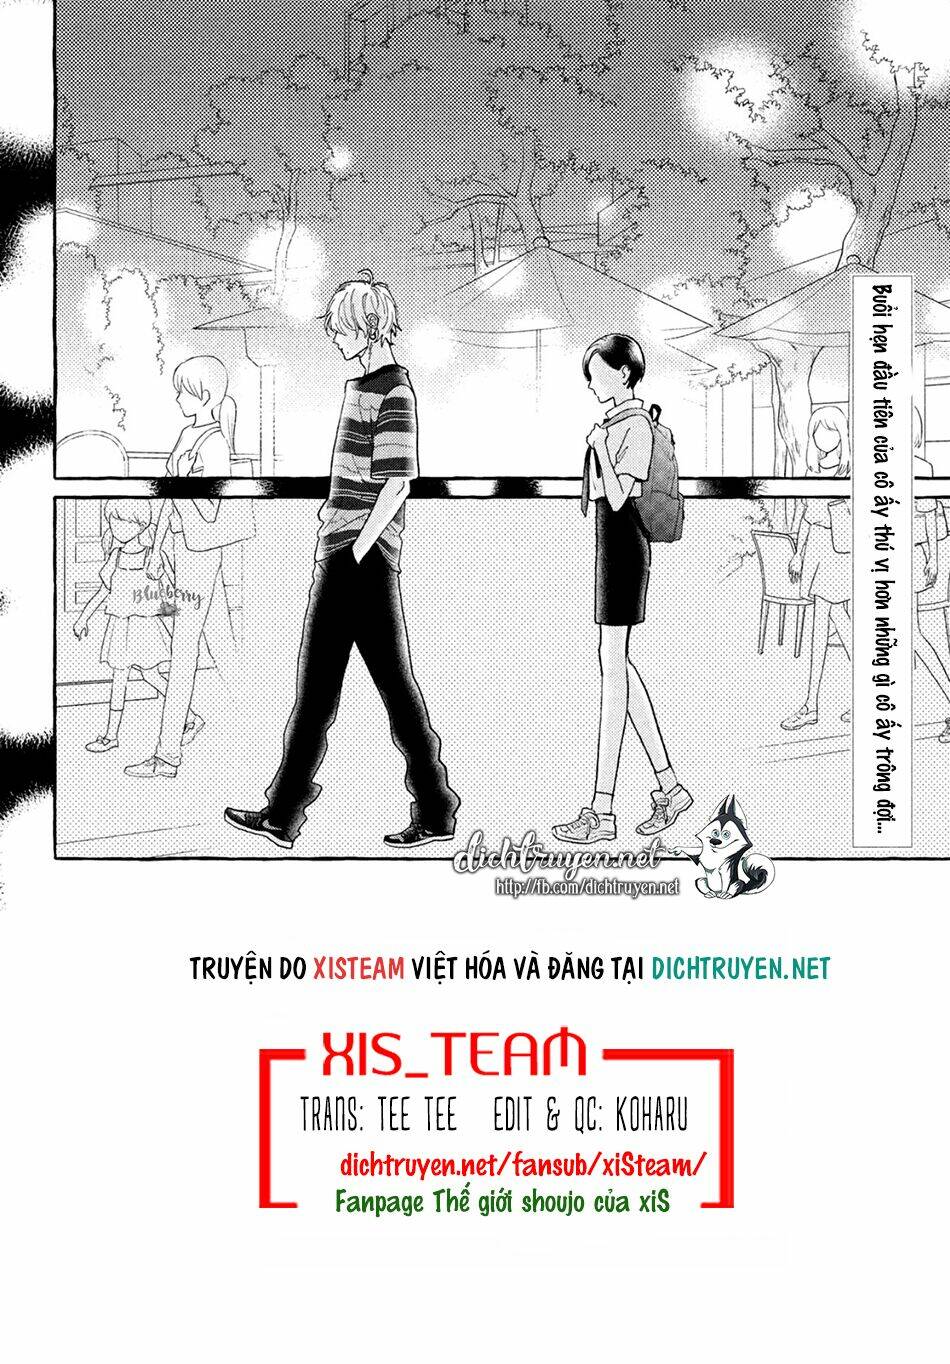 Buổi hẹn đầu tiên của cô ấy thú vị hơn những gì cô ấy trông đợi...
Blueberry
dichtruyen.net
http://fb.com/dichtruyen.net
TRUYỆN DO XISTEAM VIỆT HÓA VÀ ĐĂNG TẠI DICHTRUYEN.NET
XIS_TEAM
TRANS: TEE TEE EDIT & QC: KOHARU
dichtruyen.net/fansub/xiSteam/
Fanpage Thế giới shoujo của xiS